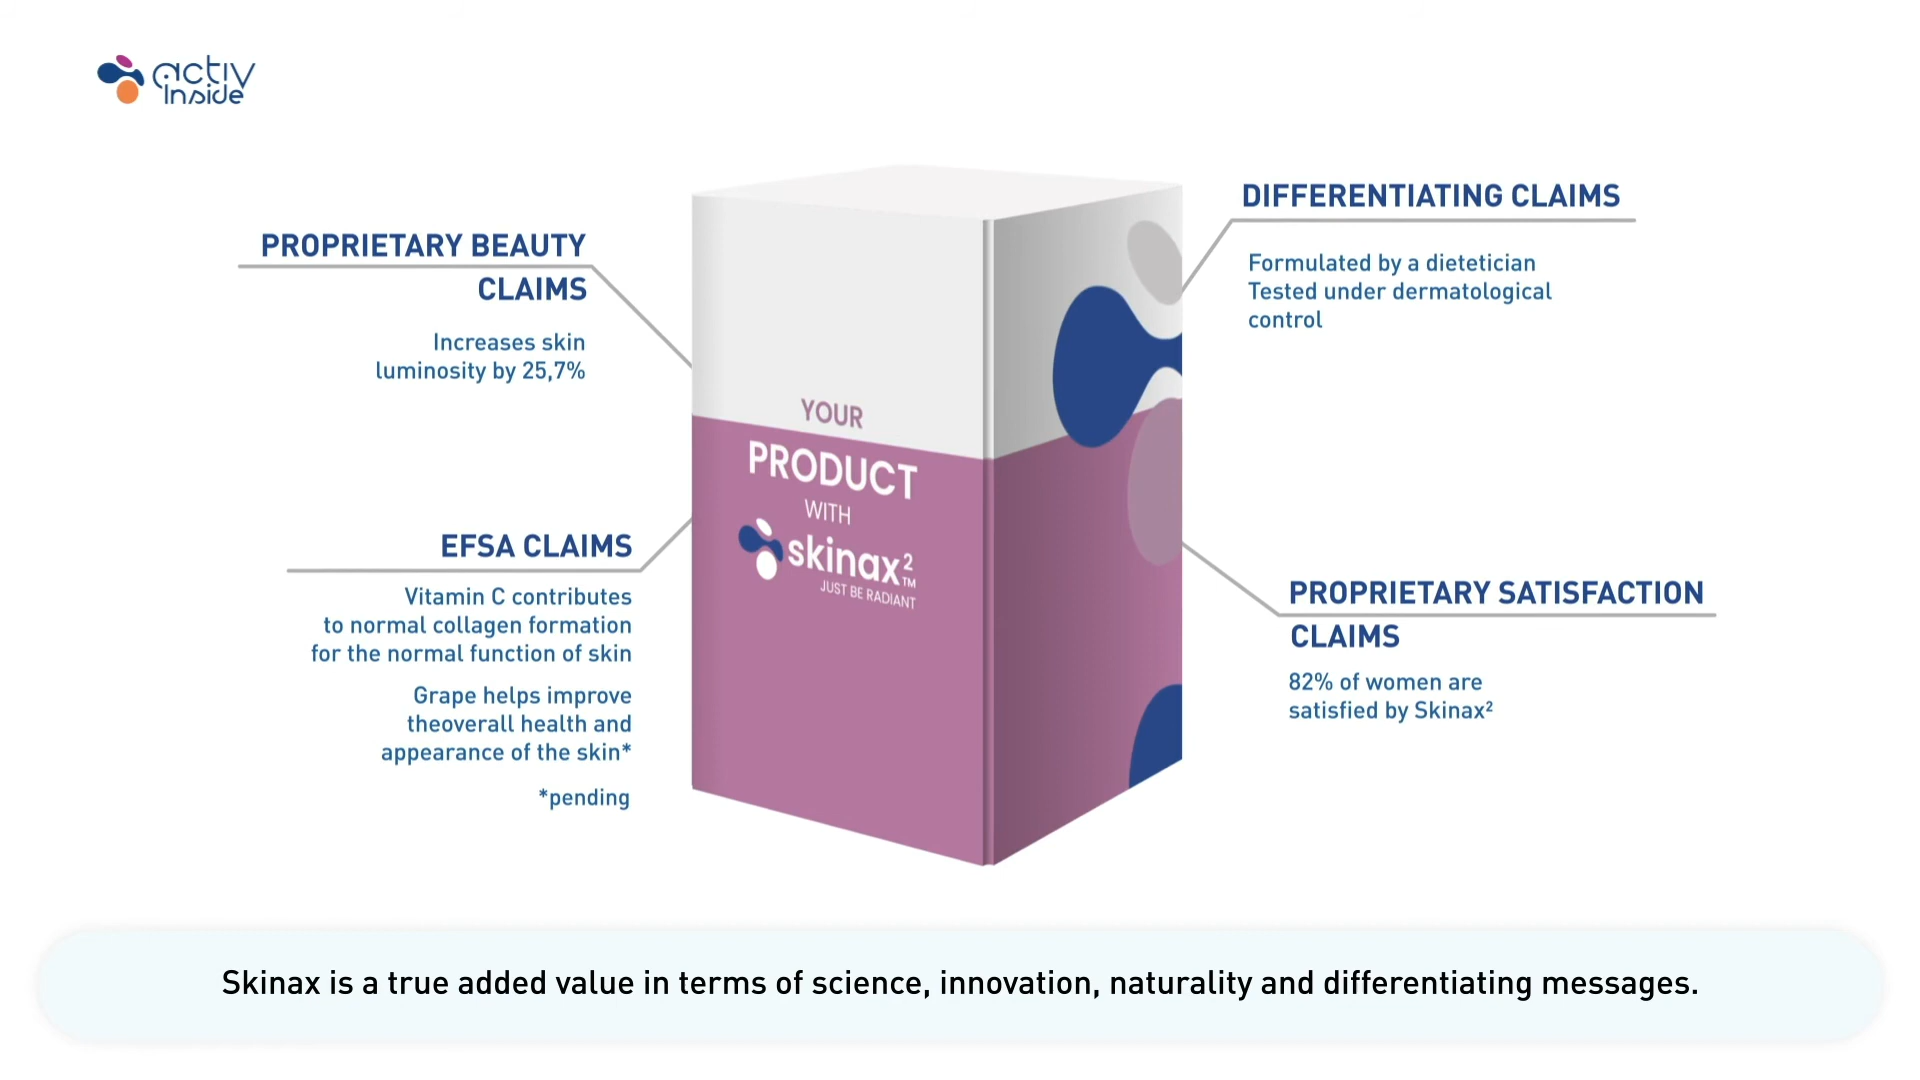 activ
inside
PROPRIETARY BEAUTY
CLAIMS
Increases skin
luminosity by 25,7%
EFSA CLAIMS
Vitamin C contributes
to normal collagen formation
for the normal function of skin
Grape helps improve
theoverall health and
appearance of the skin*
*pending
YOUR
PRODUCT
WITH
skinax²
TM
JUST BE RADIANT
DIFFERENTIATING CLAIMS
Formulated by a dietetician
Tested under dermatological
control
PROPRIETARY SATISFACTION
CLAIMS
82% of women are
satisfied by Skinax²
Skinax is a true added value in terms of science, innovation, naturality and differentiating messages.